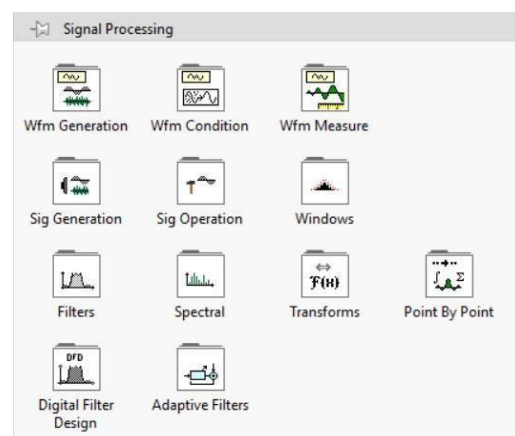 Signal Processing
Wfm Generation Wfm Condition Wfm Measure
Sig Generation Sig Operation Windows
F(H)
Filters Spectral Transforms Point By Point
DFD
Digital Filter Design Adaptive Filters